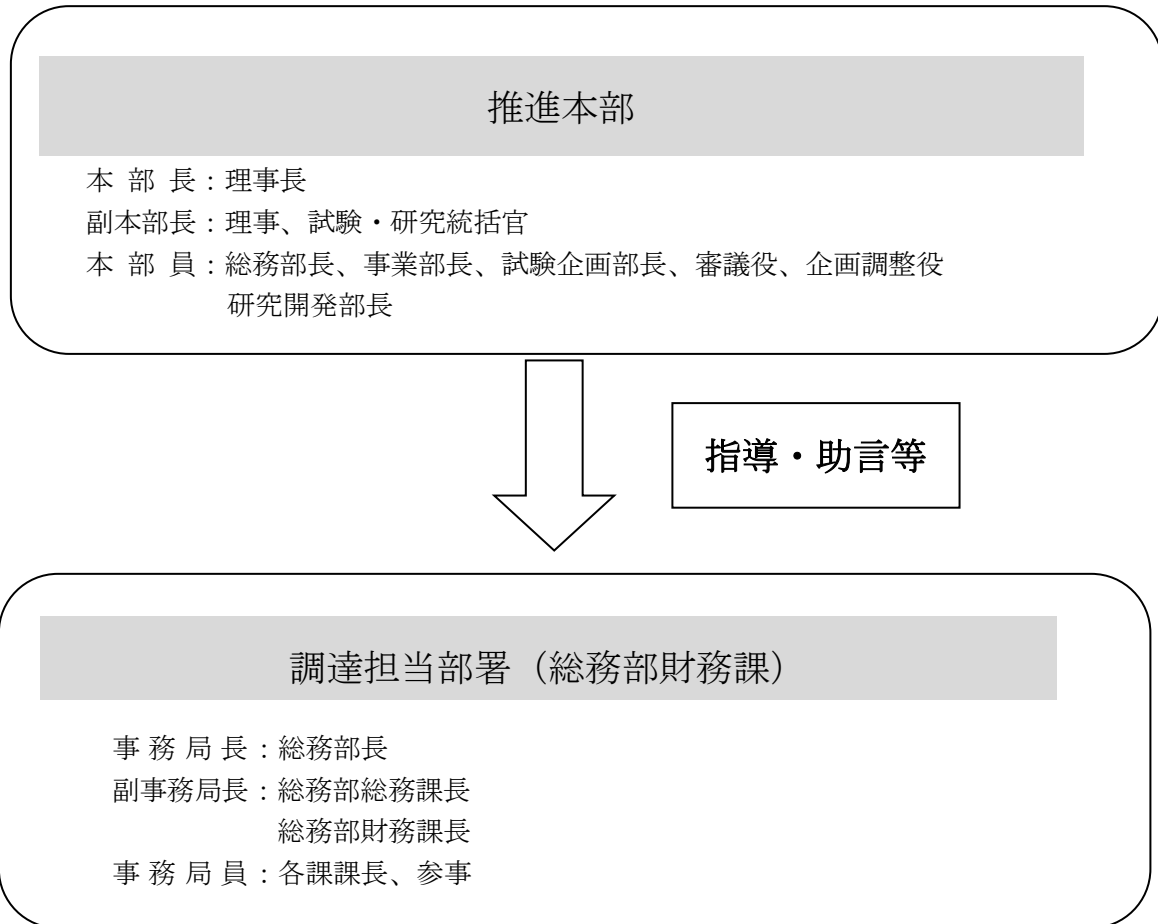 推進本部
本 部 長：理事長
副本部長：理事、試験・研究統括官
本 部 員：総務部長、事業部長、試験企画部長、審議役、企画調整役
研究開発部長
指導・助言等
調達担当部署（総務部財務課）
事 務 局 長：総務部長
副事務局長：総務部総務課長
総務部財務課長
事 務 局 員：各課課長、参事